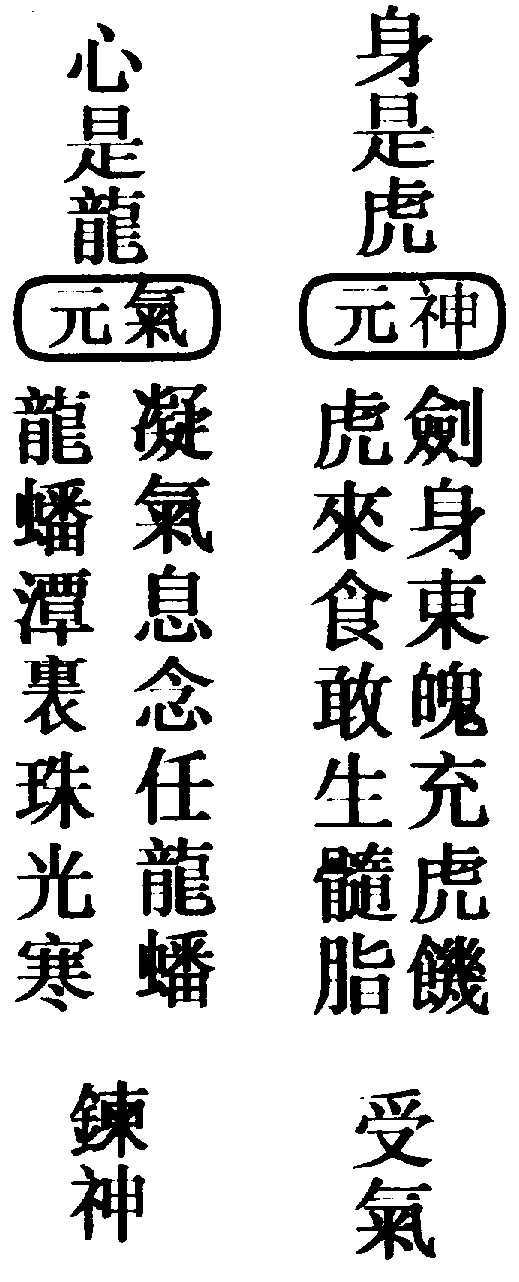 身是虎
元神
劍身東魄充虎饑
虎來食敢生髓脂
受氣
心是龍
元氣
凝氣息念任龍蟠
龍蟠潭裏珠光寒
鍊神